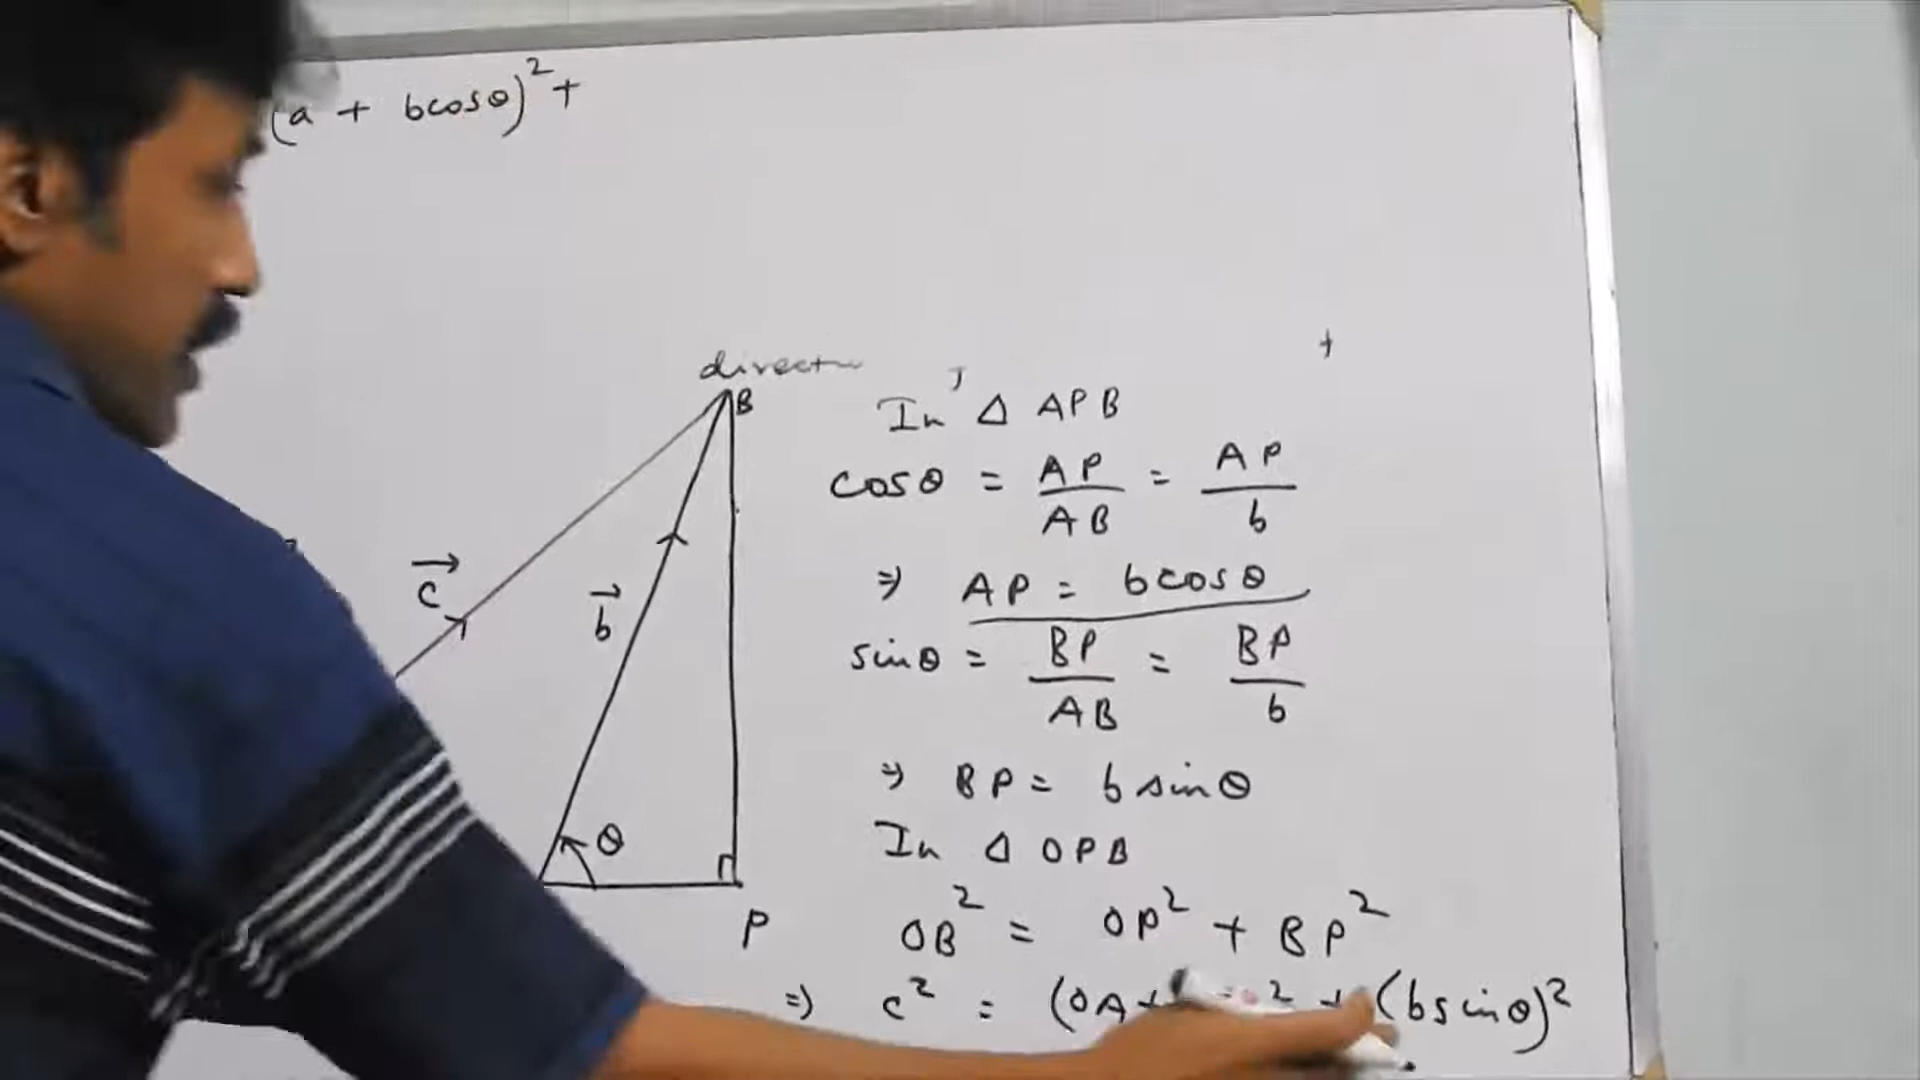 (a + bcosθ)² +
B
c⃗
b⃗
θ
P
In Δ APB
cosθ = AP/AB = AP/b
⇒ AP = bcosθ
sinθ = BP/AB = BP/b
⇒ BP = bsinθ
In Δ OPB
OB² = OP² + BP²
⇒ c² = (OA+ ² + (bsinθ)²